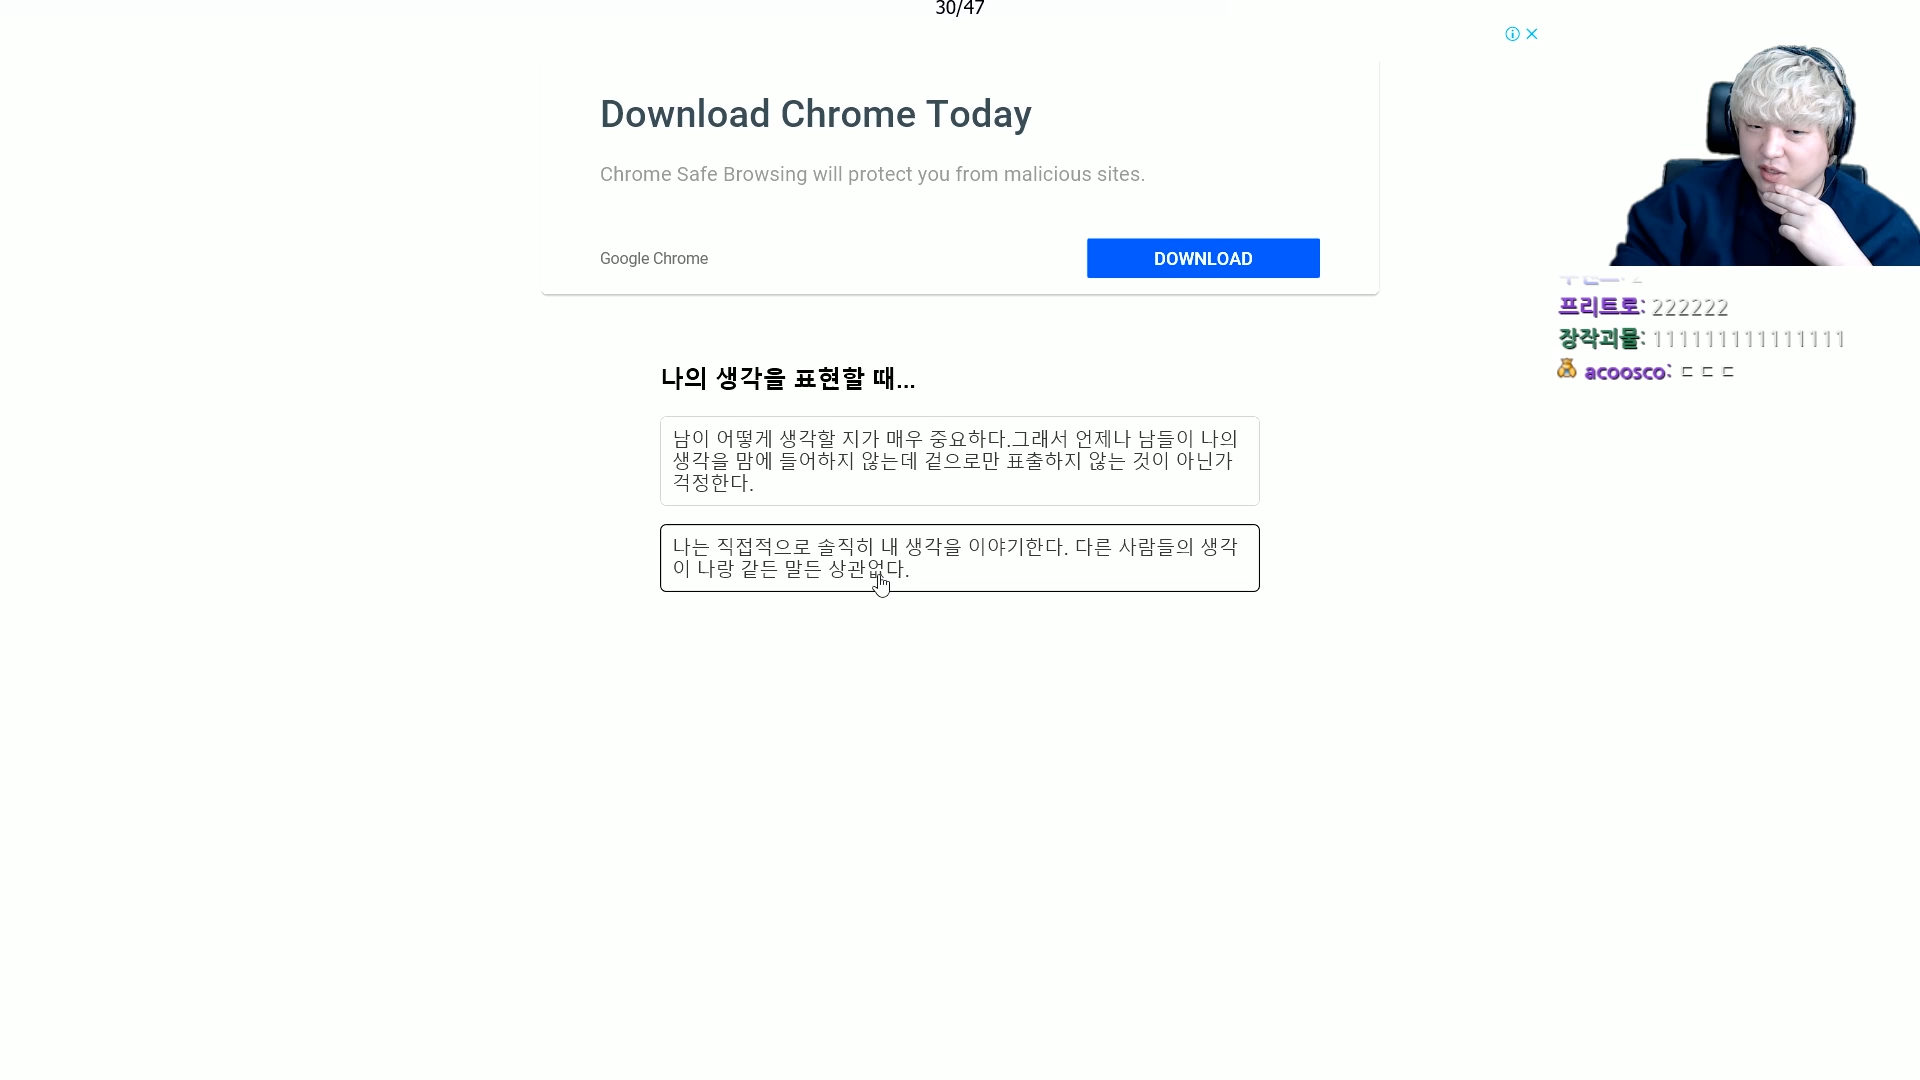 30/47
Download Chrome Today
Chrome Safe Browsing will protect you from malicious sites.
Google Chrome
DOWNLOAD
프리트로: 222222
장작괴물: 111111111111111
acoosco: ㄷ ㄷ ㄷ
나의 생각을 표현할 때...
남이 어떻게 생각할 지가 매우 중요하다.그래서 언제나 남들이 나의
생각을 맘에 들어하지 않는데 겉으로만 표출하지 않는 것이 아닌가
걱정한다.
나는 직접적으로 솔직히 내 생각을 이야기한다. 다른 사람들의 생각
이 나랑 같든 말든 상관없다.